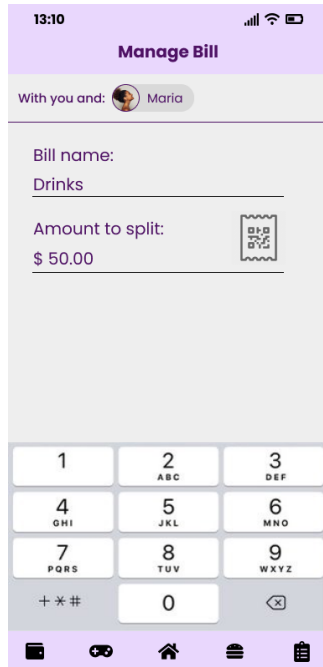 13:10
Manage Bill
With you and: Maria
Bill name:
Drinks
Amount to split:
$ 50.00
1 2 3
ABC DEF
4 5 6
GHI JKL MNO
7 8 9
PQRS TUV WXYZ
+*# 0